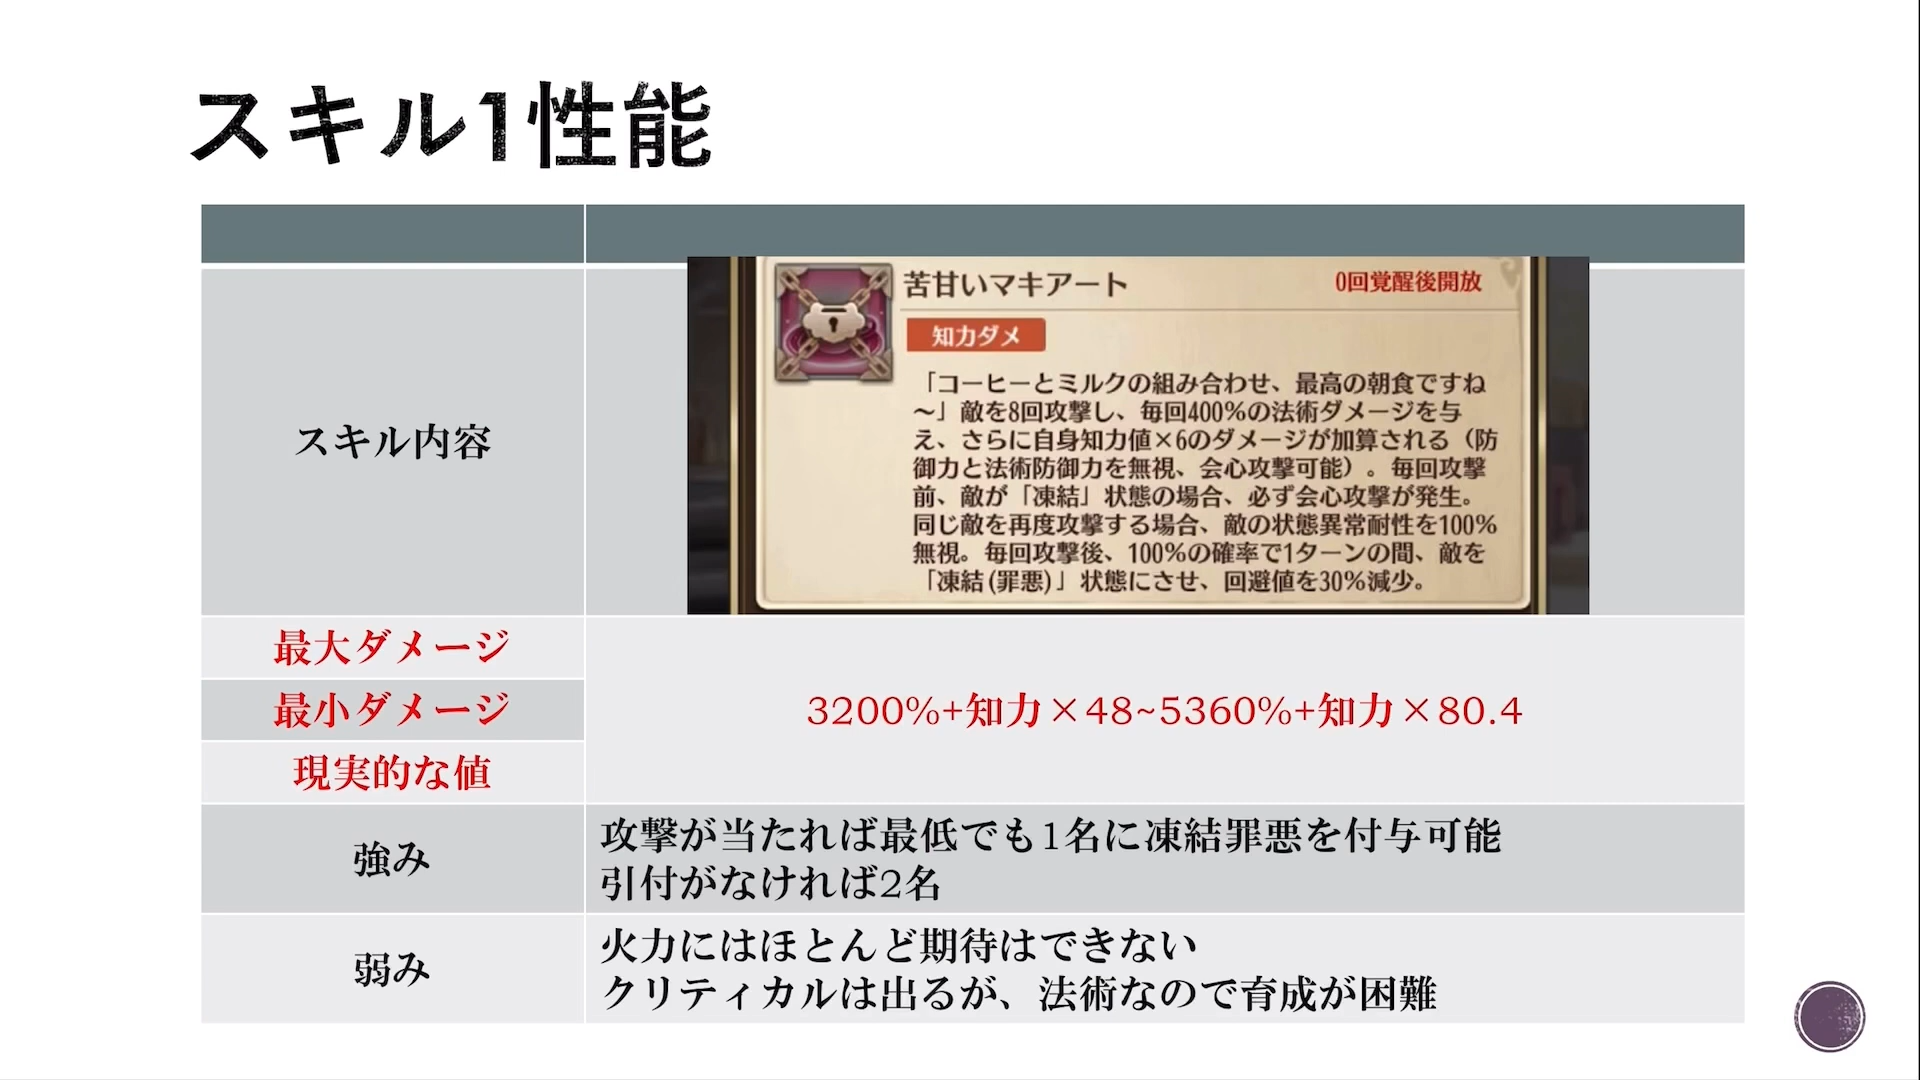 スキル1性能
スキル内容
苦甘いマキアート
0回覚醒後開放
知力ダメ
「コーヒーとミルクの組み合わせ、最高の朝食ですね
～」敵を8回攻撃し、毎回400%の法術ダメージを与
え、さらに自身知力値×6のダメージが加算される（防
御力と法術防御力を無視、会心攻撃可能）。毎回攻撃
前、敵が「凍結」状態の場合、必ず会心攻撃が発生。
同じ敵を再度攻撃する場合、敵の状態異常耐性を100%
無視。毎回攻撃後、100%の確率で1ターンの間、敵を
「凍結(罪悪)」状態にさせ、回避値を30%減少。
最大ダメージ
最小ダメージ
現実的な値
3200%+知力×48~5360%+知力×80.4
強み
攻撃が当たれば最低でも1名に凍結罪悪を付与可能
引付がなければ2名
弱み
火力にはほとんど期待はできない
クリティカルは出るが、法術なので育成が困難